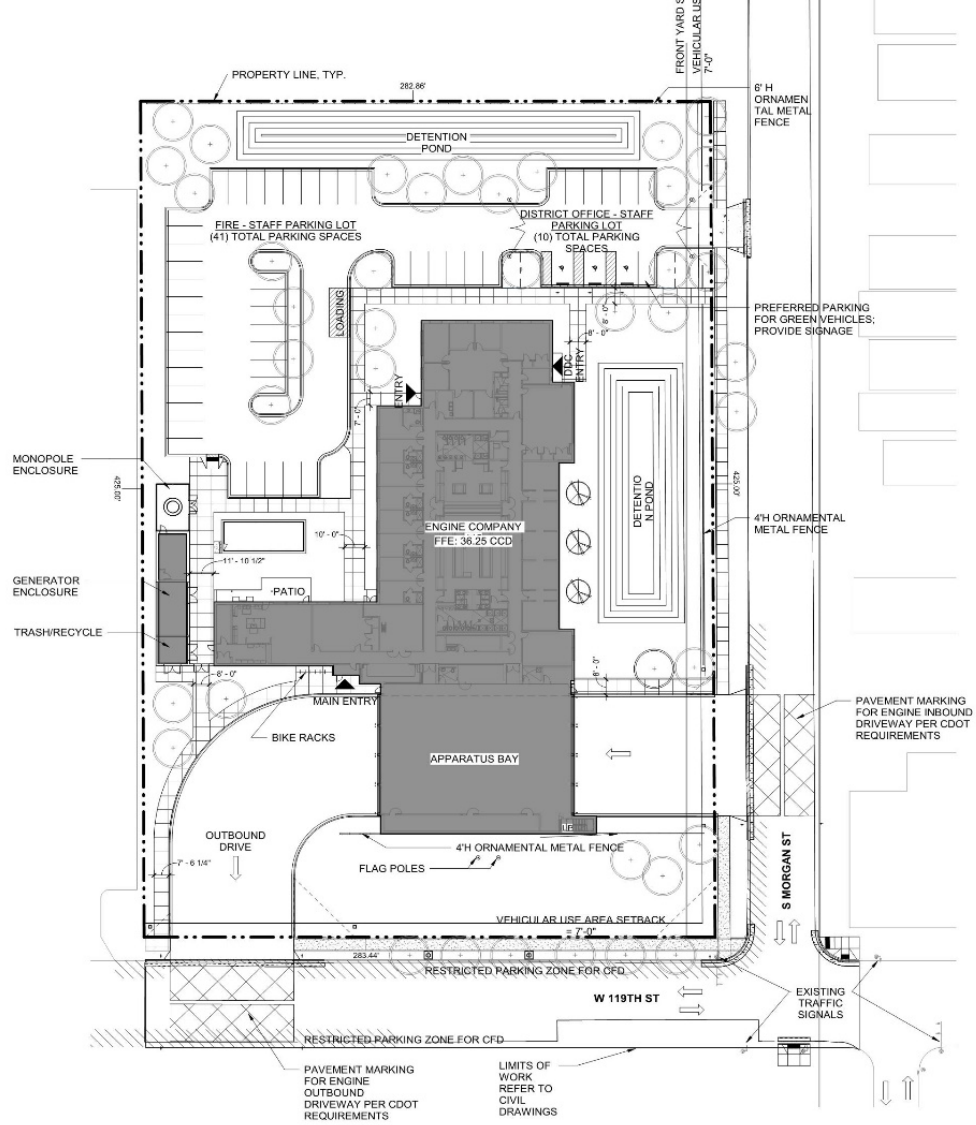 FRONT YARD S
VEHICULAR US
7'-0"
PROPERTY LINE, TYP.
282.86'
6' H
ORNAMEN
TAL METAL
FENCE
DETENTION
POND
FIRE - STAFF PARKING LOT
(41) TOTAL PARKING SPACES
DISTRICT OFFICE - STAFF
PARKING LOT
(10) TOTAL PARKING
SPACES
LOADING
PREFERRED PARKING
FOR GREEN VEHICLES;
PROVIDE SIGNAGE
8' - 0"
8' - 0"
DDC
ENTRY
ENTRY
7' - 0"
MONOPOLE
ENCLOSURE
425.00'
425.00'
DETENTIO
N POND
4'H ORNAMENTAL
METAL FENCE
ENGINE COMPANY
FFE: 36.25 CCD
10' - 0"
11' - 10 1/2"
GENERATOR
ENCLOSURE
PATIO
TRASH/RECYCLE
8' - 0"
6' - 0"
MAIN ENTRY
BIKE RACKS
PAVEMENT MARKING
FOR ENGINE INBOUND
DRIVEWAY PER CDOT
REQUIREMENTS
APPARATUS BAY
UP
OUTBOUND
DRIVE
4'H ORNAMENTAL METAL FENCE
FLAG POLES
7' - 6 1/4"
S MORGAN ST
VEHICULAR USE AREA SETBACK
= 7'-0"
283.44'
RESTRICTED PARKING ZONE FOR CFD
W 119TH ST
EXISTING
TRAFFIC
SIGNALS
RESTRICTED PARKING ZONE FOR CFD
PAVEMENT MARKING
FOR ENGINE
OUTBOUND
DRIVEWAY PER CDOT
REQUIREMENTS
LIMITS OF
WORK
REFER TO
CIVIL
DRAWINGS